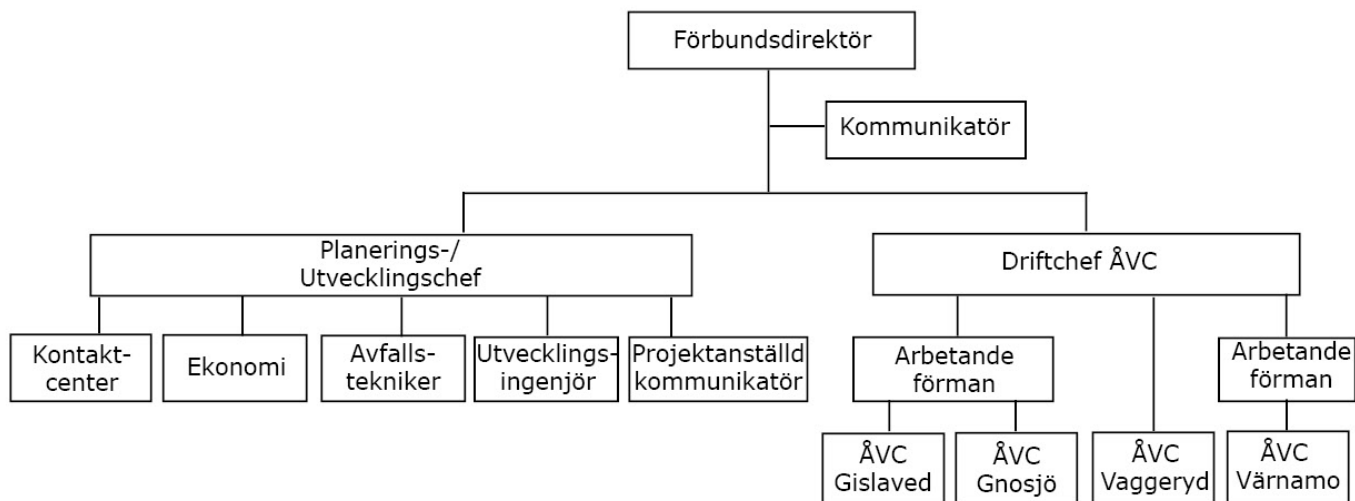 Förbundsdirektör
Kommunikatör
Planerings-/
Utvecklingschef
Driftchef ÅVC
Kontakt-
center
Ekonomi
Avfalls-
tekniker
Utvecklings-
ingenjör
Projektanställd
kommunikatör
Arbetande
förman
Arbetande
förman
ÅVC
Gislaved
ÅVC
Gnosjö
ÅVC
Vaggeryd
ÅVC
Värnamo